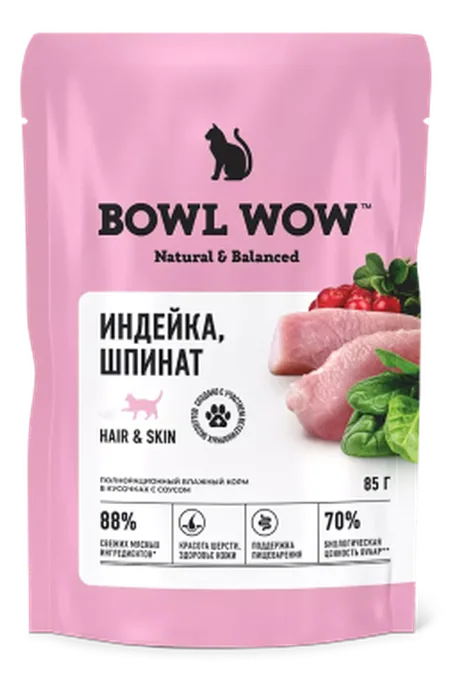 BOWL WOW™
Natural & Balanced
ИНДЕЙКА,
ШПИНАТ
HAIR & SKIN
ПОЛНОРАЦИОННЫЙ ВЛАЖНЫЙ КОРМ
В КУСОЧКАХ С СОУСОМ
85 Г
88%
СВЕЖИХ МЯСНЫХ
ИНГРЕДИЕНТОВ*
КРАСОТА ШЕРСТИ,
ЗДОРОВЬЕ КОЖИ
ПОДДЕРЖКА
ПИЩЕВАРЕНИЯ
70%
БИОЛОГИЧЕСКАЯ
ЦЕННОСТЬ БУБАР***